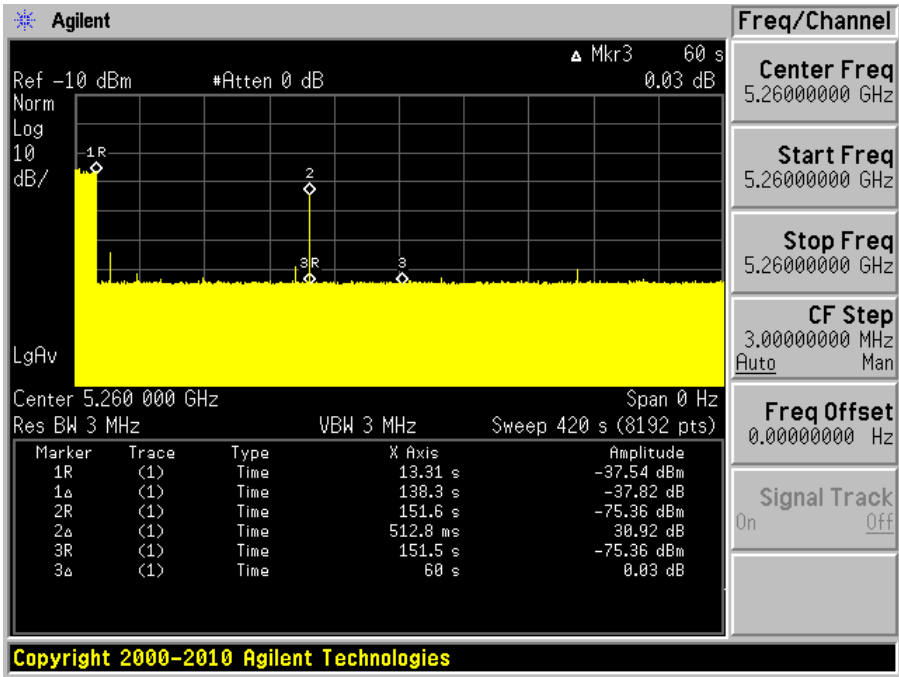 Agilent
Freq/Channel
Δ Mkr3 60 s
Ref -10 dBm #Atten 0 dB 0.03 dB
Norm
Log
10
dB/
1R
2
3R
3
LgAv
Center 5.260 000 GHz Span 0 Hz
Res BW 3 MHz VBW 3 MHz Sweep 420 s (8192 pts)
Marker Trace Type X Axis Amplitude
1R (1) Time 13.31 s -37.54 dBm
1Δ (1) Time 138.3 s -37.82 dB
2R (1) Time 151.6 s -75.36 dBm
2Δ (1) Time 512.8 ms 30.92 dB
3R (1) Time 151.5 s -75.36 dBm
3Δ (1) Time 60 s 0.03 dB
Center Freq
5.26000000 GHz
Start Freq
5.26000000 GHz
Stop Freq
5.26000000 GHz
CF Step
3.00000000 MHz
Auto Man
Freq Offset
0.00000000 Hz
Signal Track
On Off
Copyright 2000-2010 Agilent Technologies